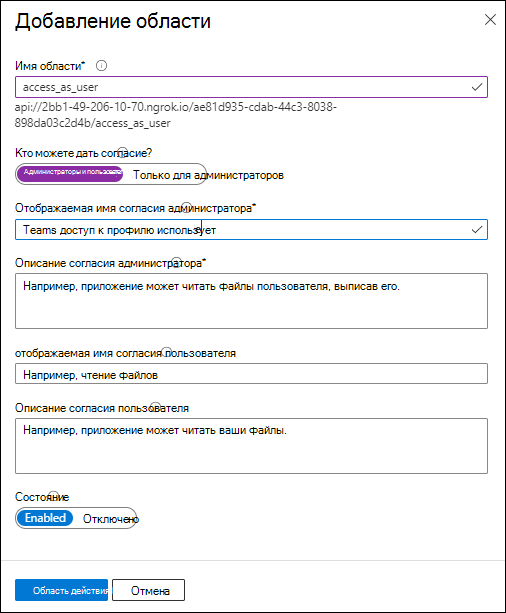 Добавление области
Имя области*
access_as_user
api://2bb1-49-206-10-70.ngrok.io/ae81d935-cdab-44c3-8038-
898da03c2d4b/access_as_user
Кто можете дать согласие?
Администраторы и пользователи Только для администраторов
Отображаемая имя согласия администратора*
Teams доступ к профилю использует
Описание согласия администратора*
Например, приложение может читать файлы пользователя, выписав его.
отображаемая имя согласия пользователя
Например, чтение файлов
Описание согласия пользователя
Например, приложение может читать ваши файлы.
Состояние
Enabled Отключено
Область действия Отмена